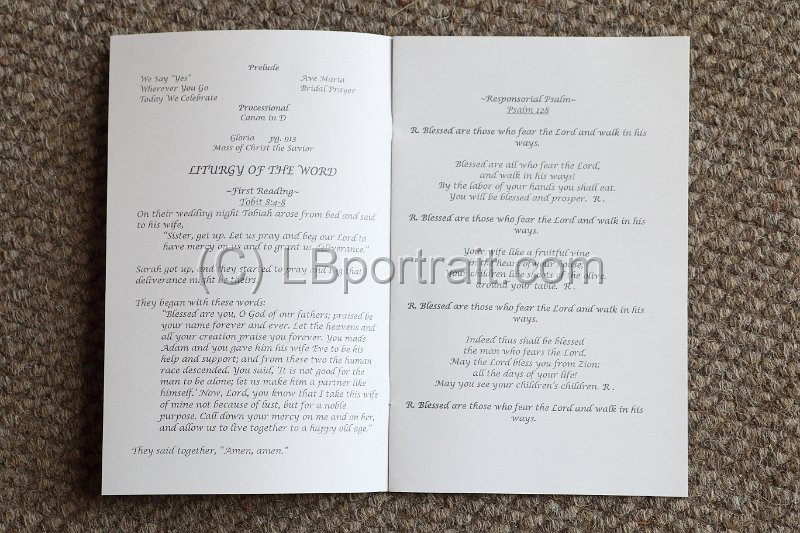 Prelude
We Say "Yes" Ave Maria
Wherever You Go Bridal Prayer
Today We Celebrate
Processional
Canon in D
Gloria pg. 913
Mass of Christ the Savior
LITURGY OF THE WORD
~First Reading~
Tobit 8:4-8
On their wedding night Tobiah arose from bed and said
to his wife,
"Sister, get up. Let us pray and beg our Lord to
have mercy on us and to grant us deliverance."
Sarah got up, and they started to pray and beg that
deliverance might be theirs.
They began with these words:
"Blessed are you, O God of our fathers; praised be
your name forever and ever. Let the heavens and
all your creation praise you forever. You made
Adam and you gave him his wife Eve to be his
help and support; and from these two the human
race descended. You said, 'It is not good for the
man to be alone; let us make him a partner like
himself.' Now, Lord, you know that I take this wife
of mine not because of lust, but for a noble
purpose. Call down your mercy on me and on her,
and allow us to live together to a happy old age."
They said together, "Amen, amen."
~Responsorial Psalm~
Psalm 128
R. Blessed are those who fear the Lord and walk in his
ways.
Blessed are all who fear the Lord,
and walk in his ways!
By the labor of your hands you shall eat.
You will be blessed and prosper. R .
R. Blessed are those who fear the Lord and walk in his
ways.
Your wife like a fruitful vine
in the heart of your house,
Your children like shoots of the olive,
around your table. R .
R. Blessed are those who fear the Lord and walk in his
ways.
Indeed thus shall be blessed
the man who fears the Lord.
May the Lord bless you from Zion:
all the days of your life!
May you see your children's children. R .
R. Blessed are those who fear the Lord and walk in his
ways.
(C) LBportrait.com